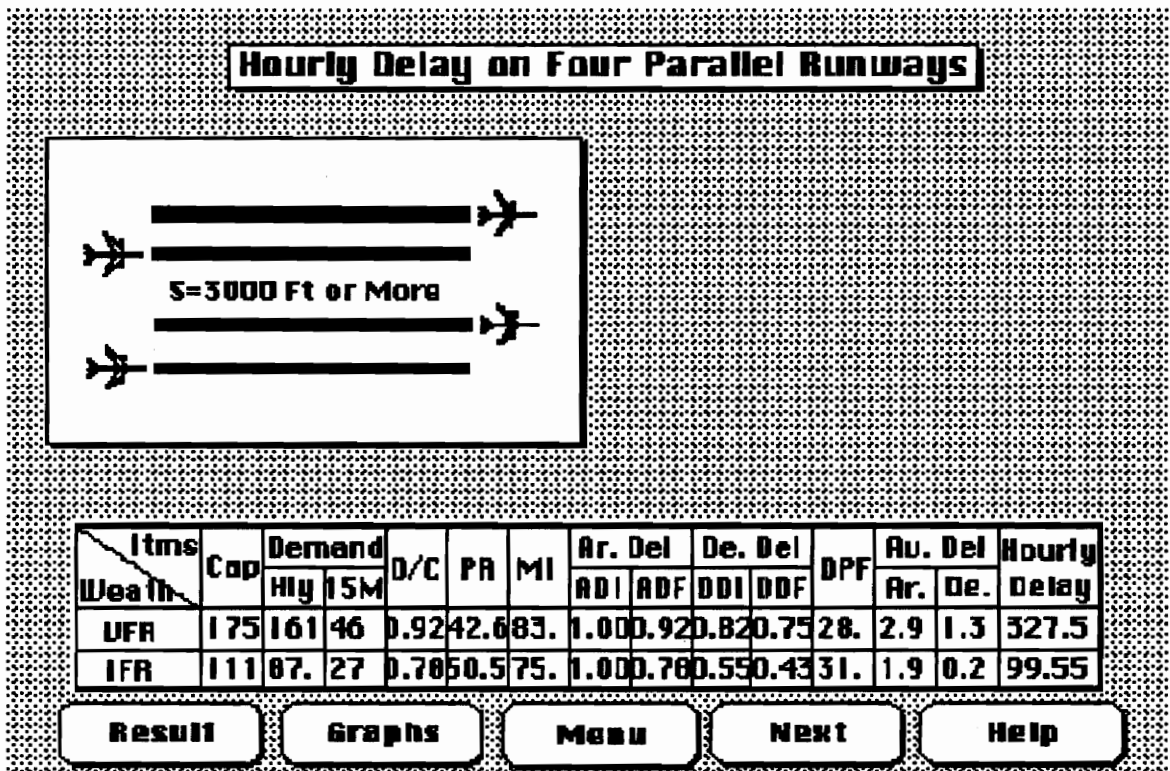 Hourly Delay on Four Parallel Runways
S=3000 Ft or More
Itms Cap Demand D/C PA MI Ar. Del De. Del DPF Au. Del Hourly
Weath. Hly 15M ADI ADF DDI DDF Ar. De. Delay
VFR 175 161 46 0.92 42.6 83. 1.00 0.92 0.82 0.75 28. 2.9 1.3 327.5
IFR 111 87. 27 0.78 50.5 75. 1.00 0.78 0.55 0.43 31. 1.9 0.2 99.55
Result Graphs Menu Next Help